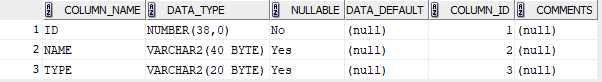 COLUMN_NAME DATA_TYPE NULLABLE DATA_DEFAULT COLUMN_ID COMMENTS
1 ID NUMBER(38,0) No (null) 1 (null)
2 NAME VARCHAR2(40 BYTE) Yes (null) 2 (null)
3 TYPE VARCHAR2(20 BYTE) Yes (null) 3 (null)